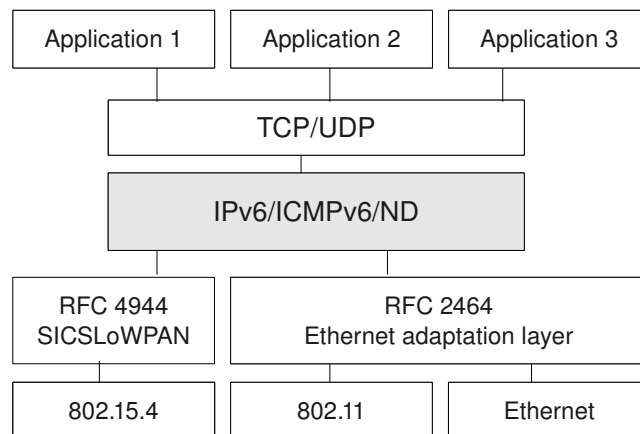 Application 1
Application 2
Application 3
TCP/UDP
IPv6/ICMPv6/ND
RFC 4944
SICSLoWPAN
RFC 2464
Ethernet adaptation layer
802.15.4
802.11
Ethernet